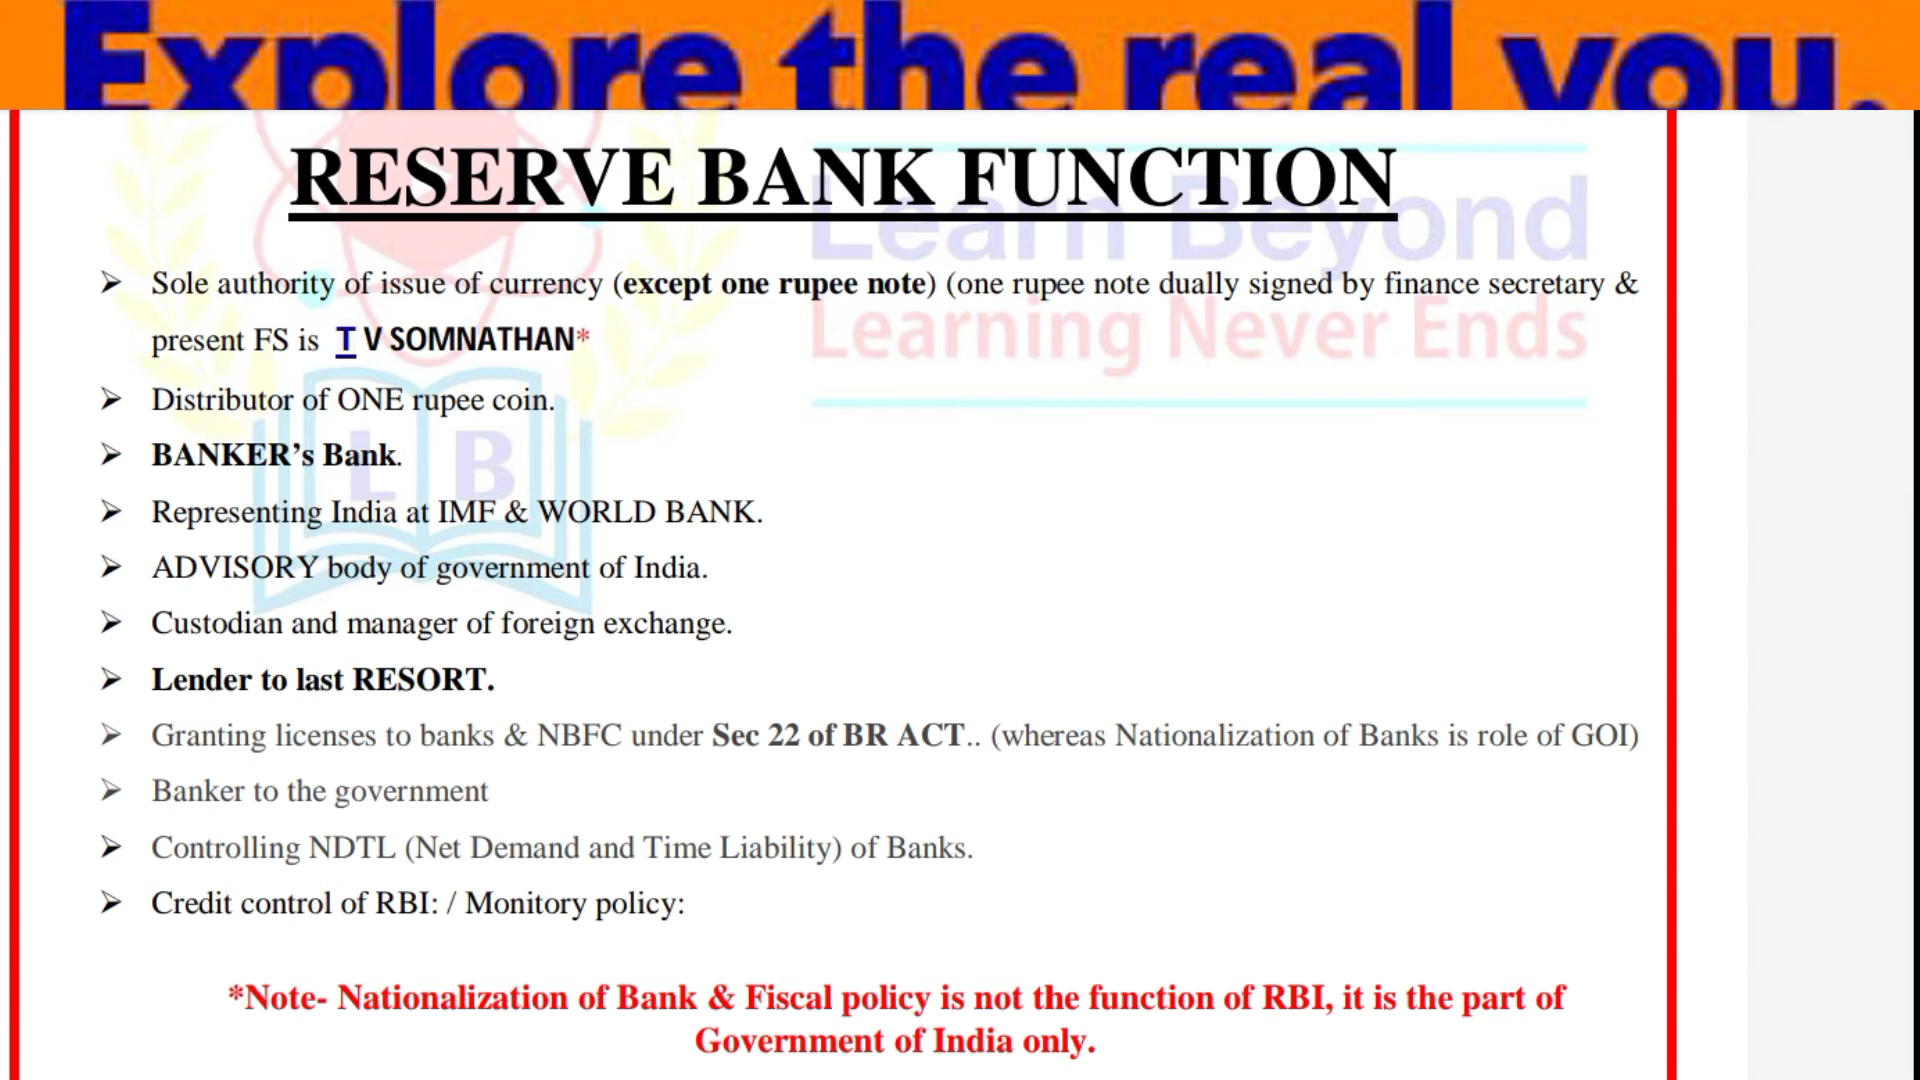 Explore the real you.
RESERVE BANK FUNCTION
Learn Beyond
➢ Sole authority of issue of currency (except one rupee note) (one rupee note dually signed by finance secretary &
Learning Never Ends
present FS is T V SOMNATHAN*
➢ Distributor of ONE rupee coin.
➢ BANKER’s Bank.
L B
➢ Representing India at IMF & WORLD BANK.
➢ ADVISORY body of government of India.
➢ Custodian and manager of foreign exchange.
➢ Lender to last RESORT.
➢ Granting licenses to banks & NBFC under Sec 22 of BR ACT.. (whereas Nationalization of Banks is role of GOI)
➢ Banker to the government
➢ Controlling NDTL (Net Demand and Time Liability) of Banks.
➢ Credit control of RBI: / Monitory policy:
*Note- Nationalization of Bank & Fiscal policy is not the function of RBI, it is the part of
Government of India only.